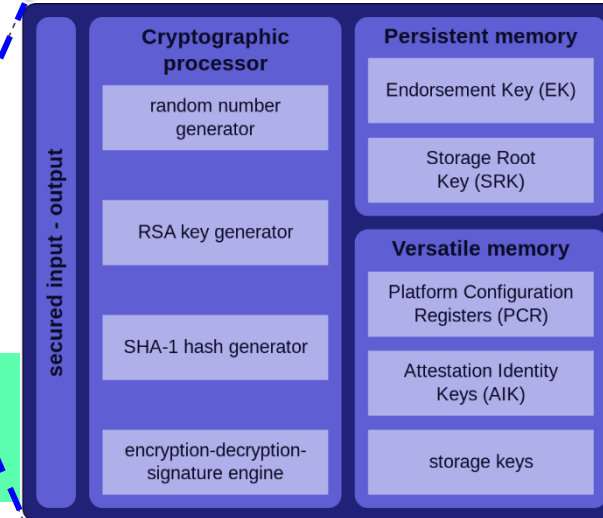 secured input - output
Cryptographic
processor
random number
generator
RSA key generator
SHA-1 hash generator
encryption-decryption-
signature engine
Persistent memory
Endorsement Key (EK)
Storage Root
Key (SRK)
Versatile memory
Platform Configuration
Registers (PCR)
Attestation Identity
Keys (AIK)
storage keys